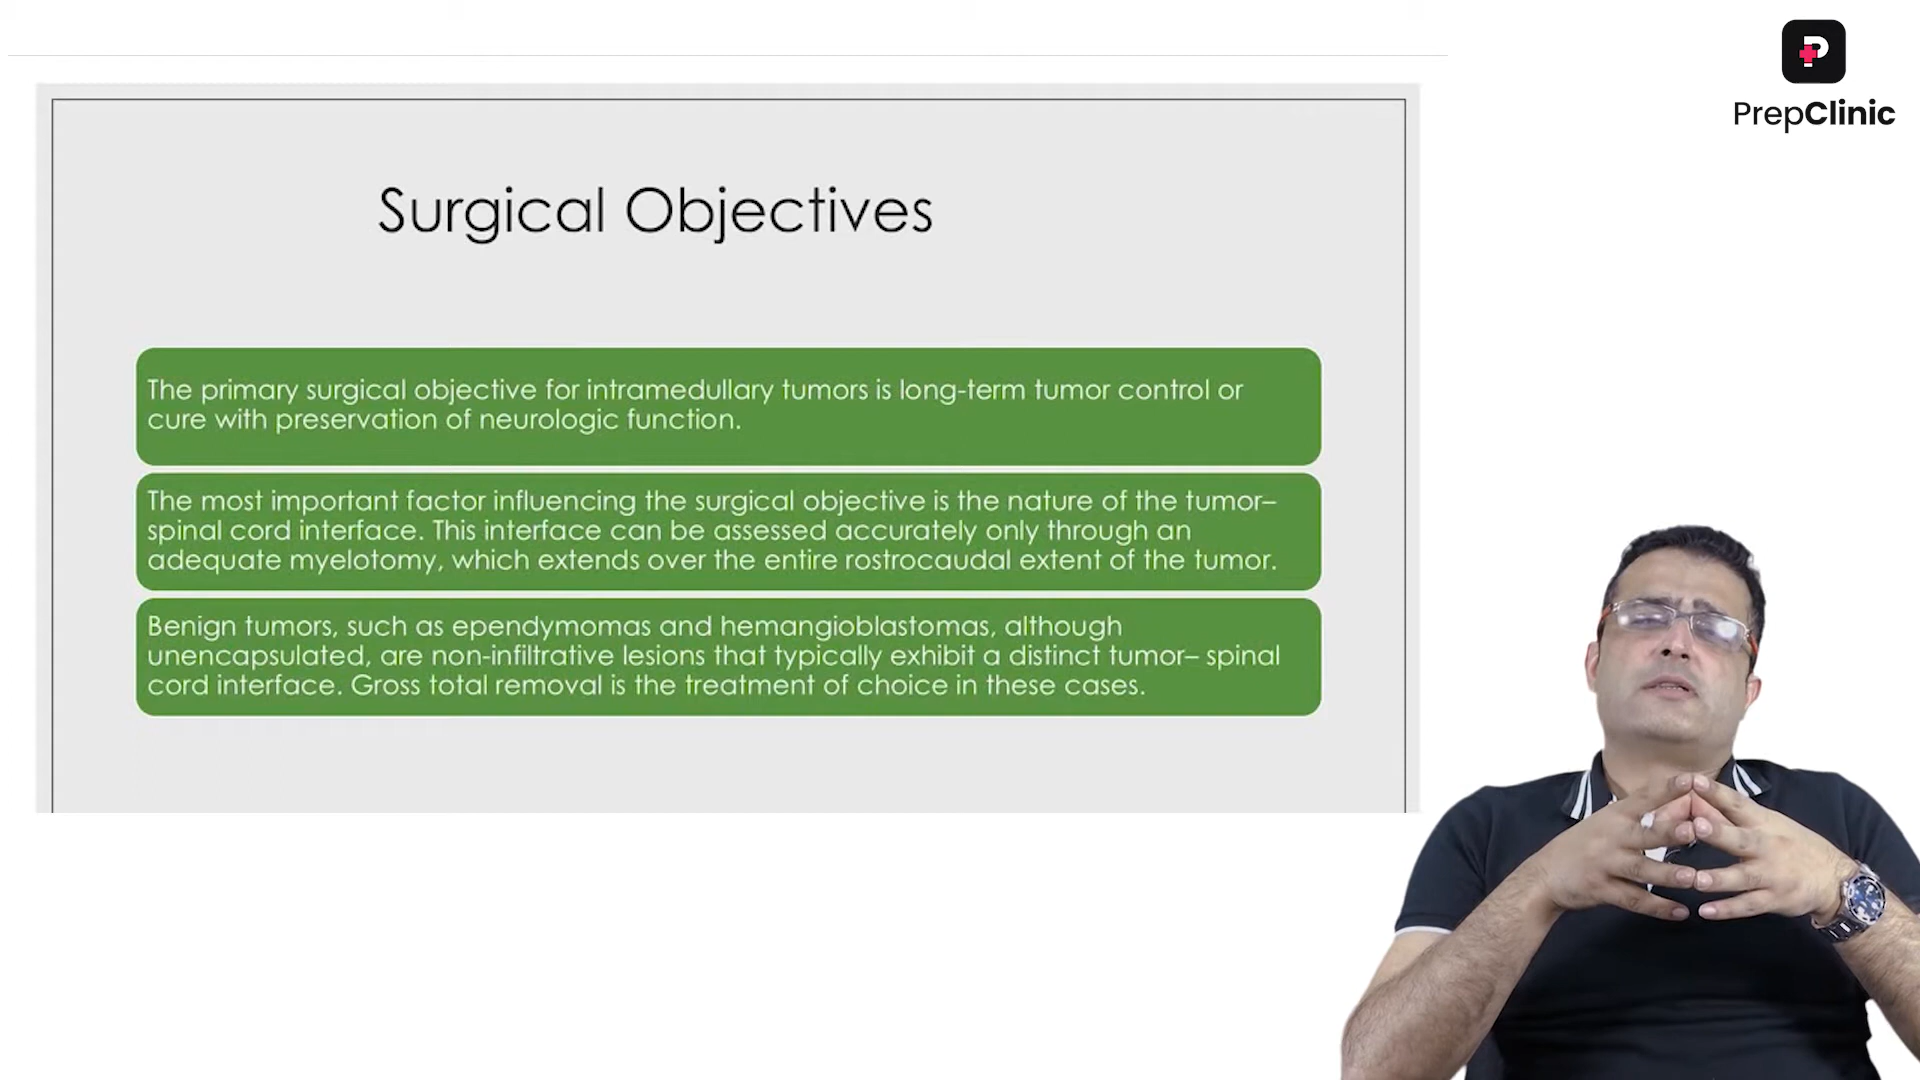 PrepClinic
Surgical Objectives
The primary surgical objective for intramedullary tumors is long-term tumor control or
cure with preservation of neurologic function.
The most important factor influencing the surgical objective is the nature of the tumor–
spinal cord interface. This interface can be assessed accurately only through an
adequate myelotomy, which extends over the entire rostrocaudal extent of the tumor.
Benign tumors, such as ependymomas and hemangioblastomas, although
unencapsulated, are non-infiltrative lesions that typically exhibit a distinct tumor– spinal
cord interface. Gross total removal is the treatment of choice in these cases.